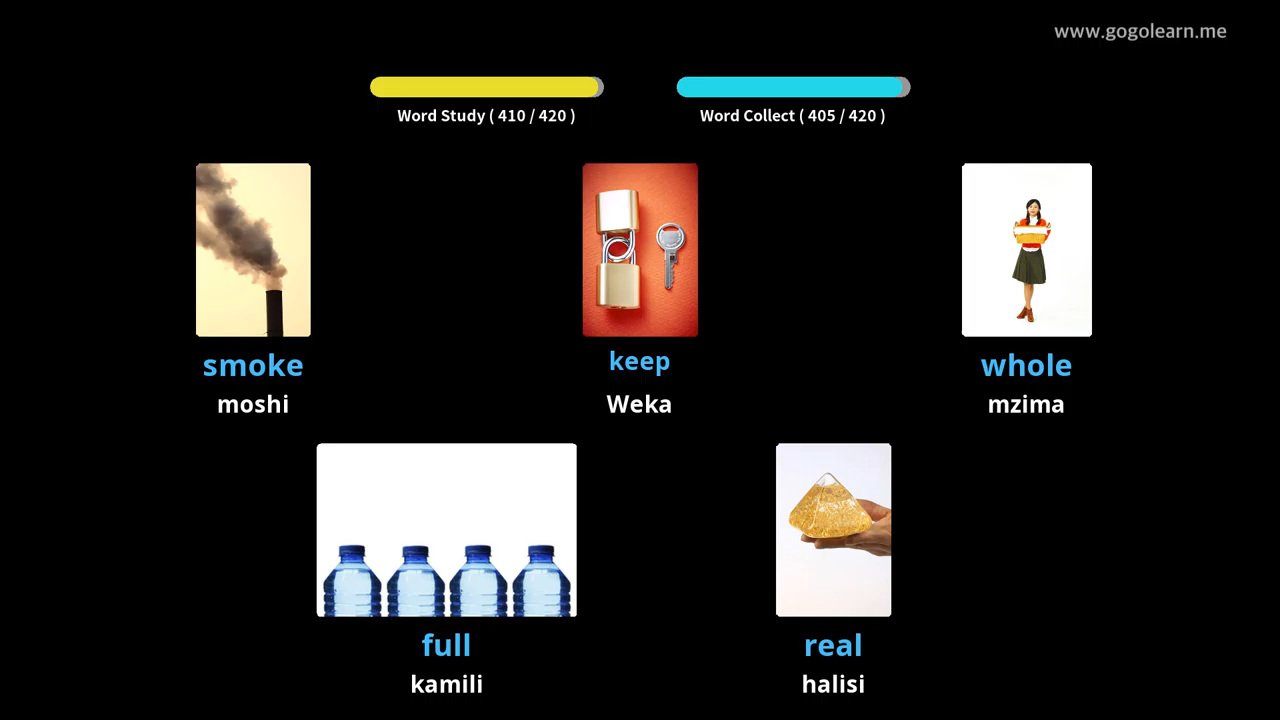 www.gogolearn.me
Word Study ( 410 / 420 )
Word Collect ( 405 / 420 )
smoke
moshi
keep
Weka
whole
mzima
full
kamili
real
halisi